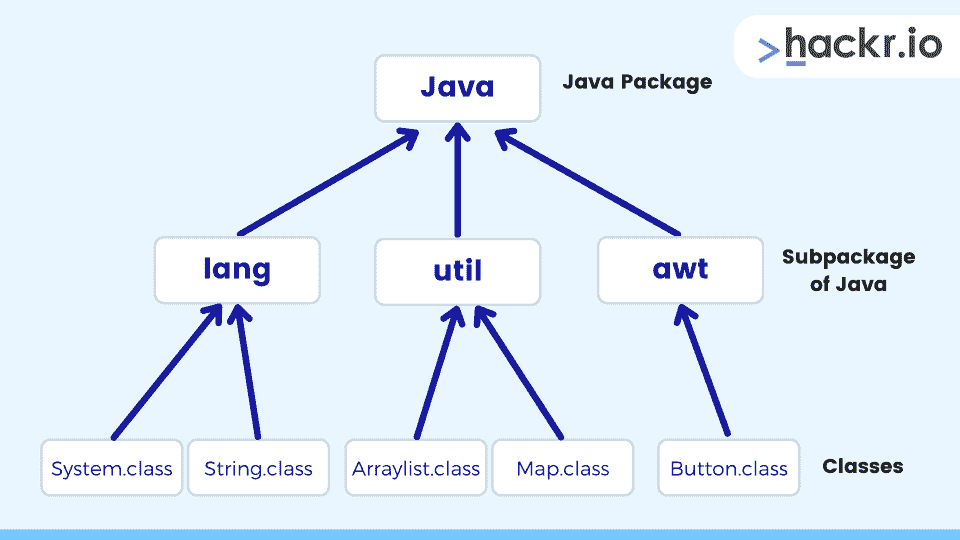 >hackr.io
Java
Java Package
lang
util
awt
Subpackage
of Java
System.class
String.class
Arraylist.class
Map.class
Button.class
Classes